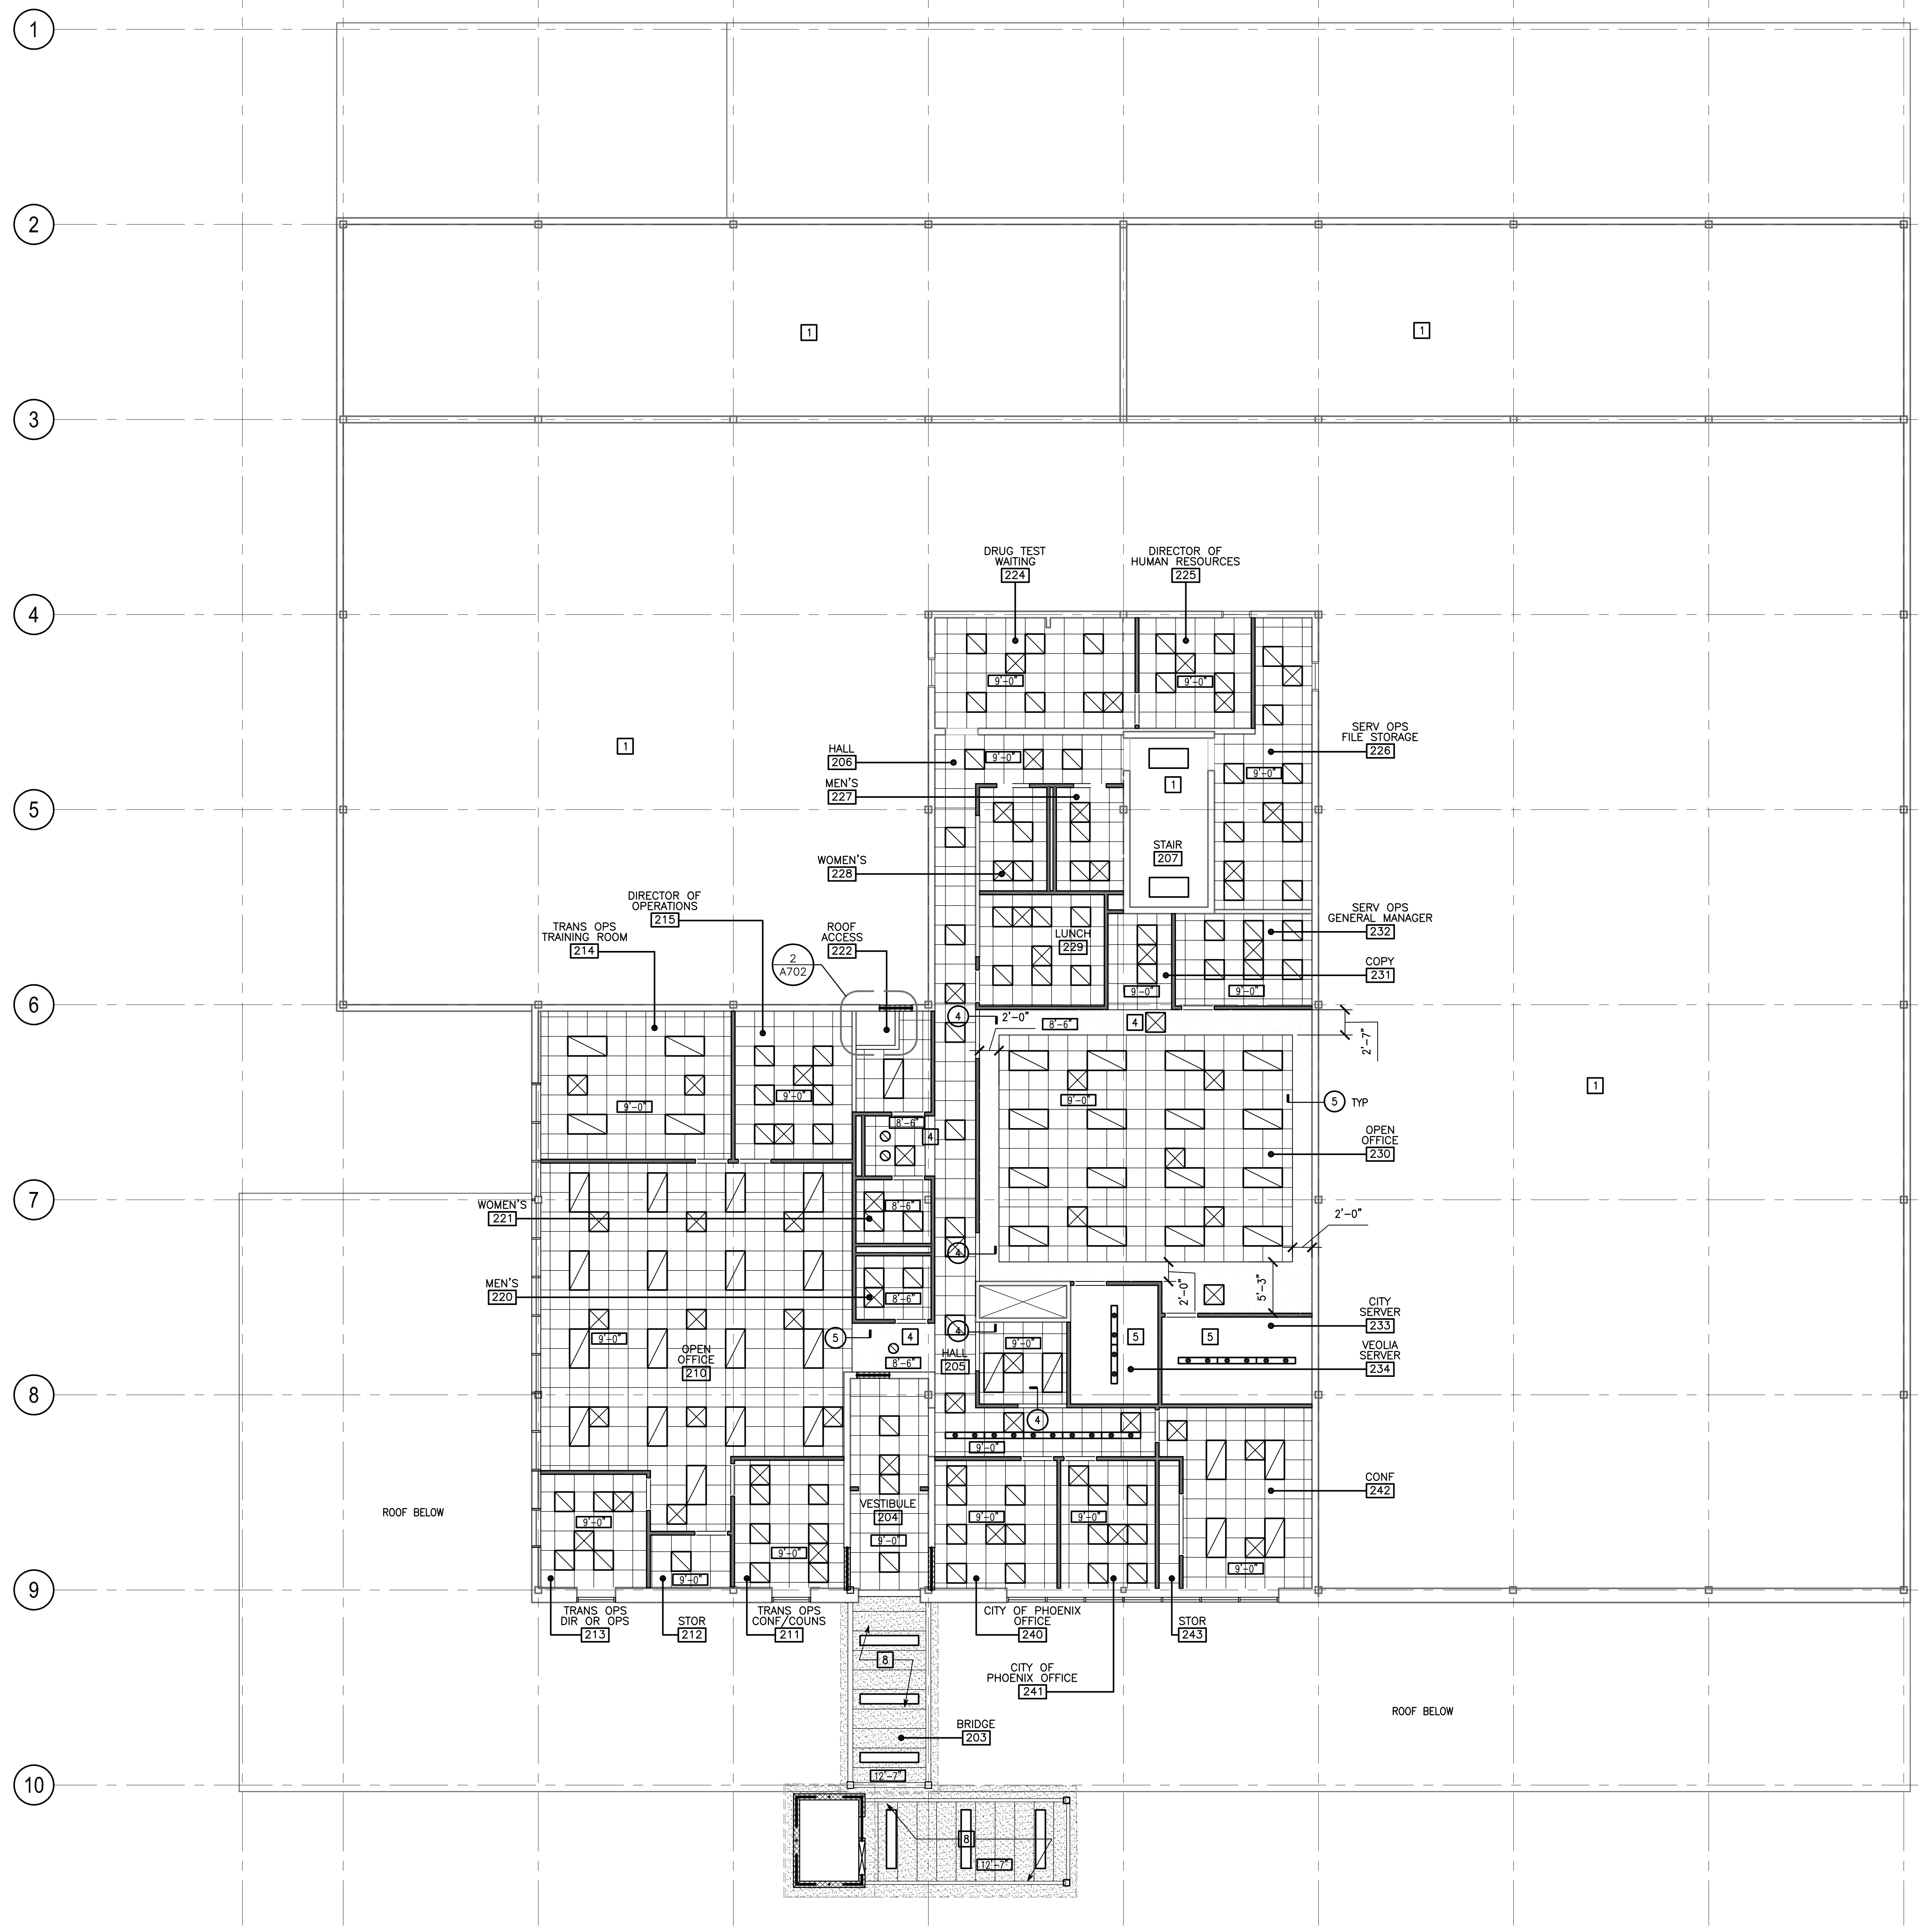 1
2
1
1
3
DRUG TEST
WAITING
224
DIRECTOR OF
HUMAN RESOURCES
225
4
9'-0"
9'-0"
1
HALL
206
9'-0"
SERV OPS
FILE STORAGE
226
9'-0"
MEN'S
227
1
5
STAIR
207
WOMEN'S
228
DIRECTOR OF
OPERATIONS
215
TRANS OPS
TRAINING ROOM
214
ROOF
ACCESS
222
2
A702
LUNCH
229
SERV OPS
GENERAL MANAGER
232
COPY
231
9'-0"
9'-0"
6
4
2'-0"
8'-6"
4
2'-7"
1
9'-0"
9'-0"
9'-0"
5
TYP
8'-6"
4
OPEN
OFFICE
230
7
WOMEN'S
221
8'-6"
2'-0"
4
MEN'S
220
8'-6"
2'-0"
5'-3"
CITY
SERVER
233
9'-0"
OPEN
OFFICE
210
5
4
8'-6"
4
9'-0"
HALL
205
5
5
VEOLIA
SERVER
234
8
4
9'-0"
CONF
242
ROOF BELOW
9'-0"
VESTIBULE
204
9'-0"
9'-0"
9'-0"
9'-0"
9'-0"
9'-0"
9
TRANS OPS
DIR OR OPS
213
STOR
212
TRANS OPS
CONF/COUNS
211
CITY OF PHOENIX
OFFICE
240
STOR
243
8
CITY OF
PHOENIX OFFICE
241
ROOF BELOW
BRIDGE
203
12'-7"
10
8
12'-7"